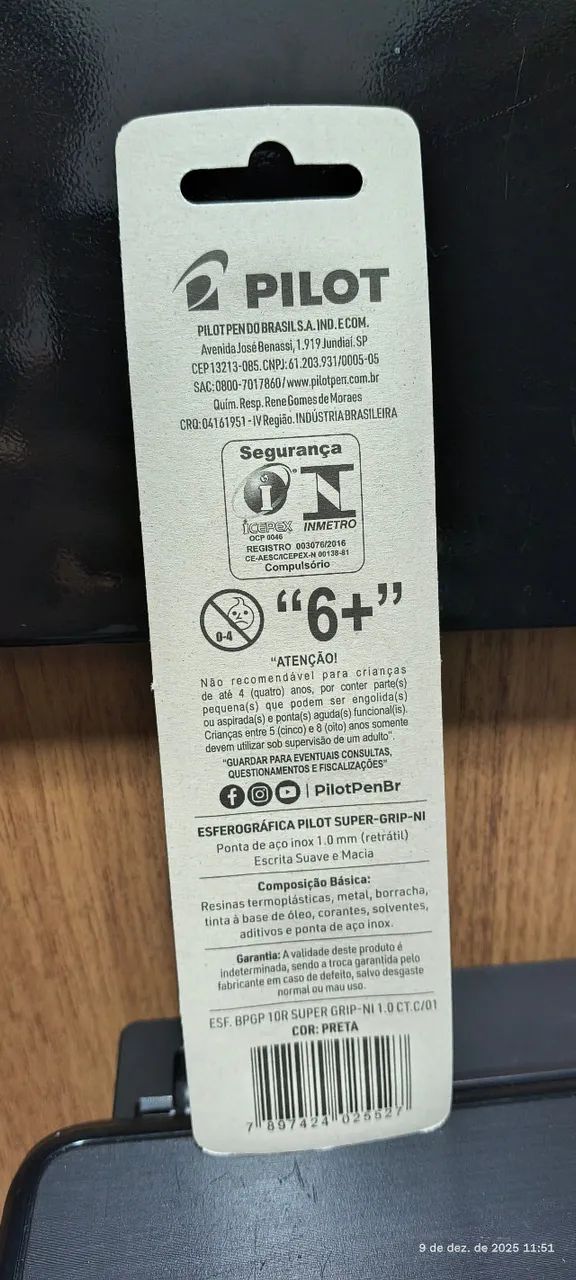 PILOT
PILOT PEN DO BRASIL S.A. IND. E COM.
Avenida José Benassi, 1.919 Jundiaí. SP
CEP 13213-085. CNPJ: 61.203.931/0005-05
SAC: 0800-7017860 / www.pilotpen.com.br
Quím. Resp. Rene Gomes de Moraes
CRQ: 04161951 - IV Região. INDÚSTRIA BRASILEIRA
Segurança
ICEPEX INMETRO
OCP 0046
REGISTRO 003076/2016
CE-AESC/ICEPEX-N 00138-81
Compulsório
0-4 “6+”
“ATENÇÃO!
Não recomendável para crianças
de até 4 (quatro) anos, por conter parte(s)
pequena(s) que podem ser engolida(s)
ou aspirada(s) e ponta(s) aguda(s) funcional(is).
Crianças entre 5 (cinco) e 8 (oito) anos somente
devem utilizar sob supervisão de um adulto”.
“GUARDAR PARA EVENTUAIS CONSULTAS,
QUESTIONAMENTOS E FISCALIZAÇÕES”
| PilotPenBr
ESFEROGRÁFICA PILOT SUPER-GRIP-NI
Ponta de aço inox 1.0 mm (retrátil)
Escrita Suave e Macia
Composição Básica:
Resinas termoplásticas, metal, borracha,
tinta à base de óleo, corantes, solventes,
aditivos e ponta de aço inox.
Garantia: A validade deste produto é
indeterminada, sendo a troca garantida pelo
fabricante em caso de defeito, salvo desgaste
normal ou mau uso.
ESF. BPGP 10R SUPER GRIP-NI 1.0 CT.C/01
COR: PRETA
7 897424 025527
9 de dez. de 2025 11:51